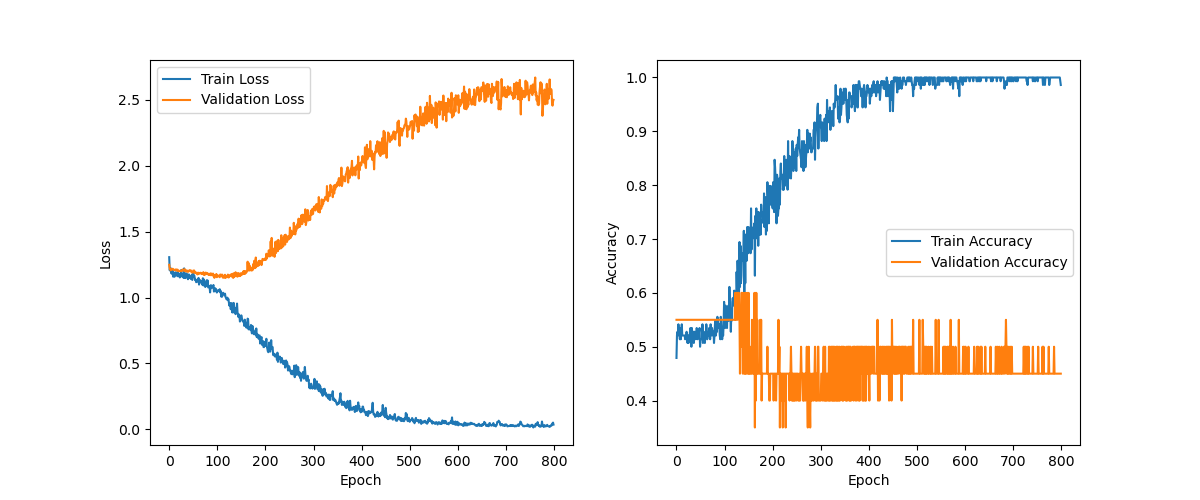 Train Loss
Validation Loss
2.5
2.0
1.5
1.0
0.5
0.0
Loss
0 100 200 300 400 500 600 700 800
Epoch
1.0
0.9
0.8
0.7
0.6
0.5
0.4
Accuracy
Train Accuracy
Validation Accuracy
0 100 200 300 400 500 600 700 800
Epoch